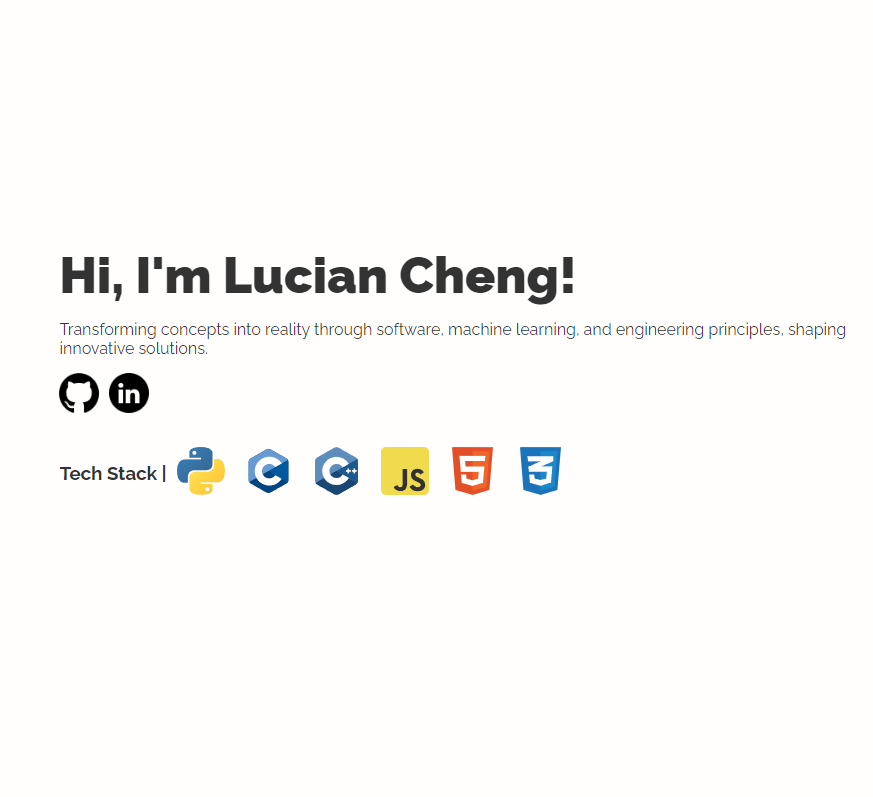 Hi, I'm Lucian Cheng!
Transforming concepts into reality through software, machine learning, and engineering principles, shaping
innovative solutions.
in
Tech Stack | C C++ JS 5 3